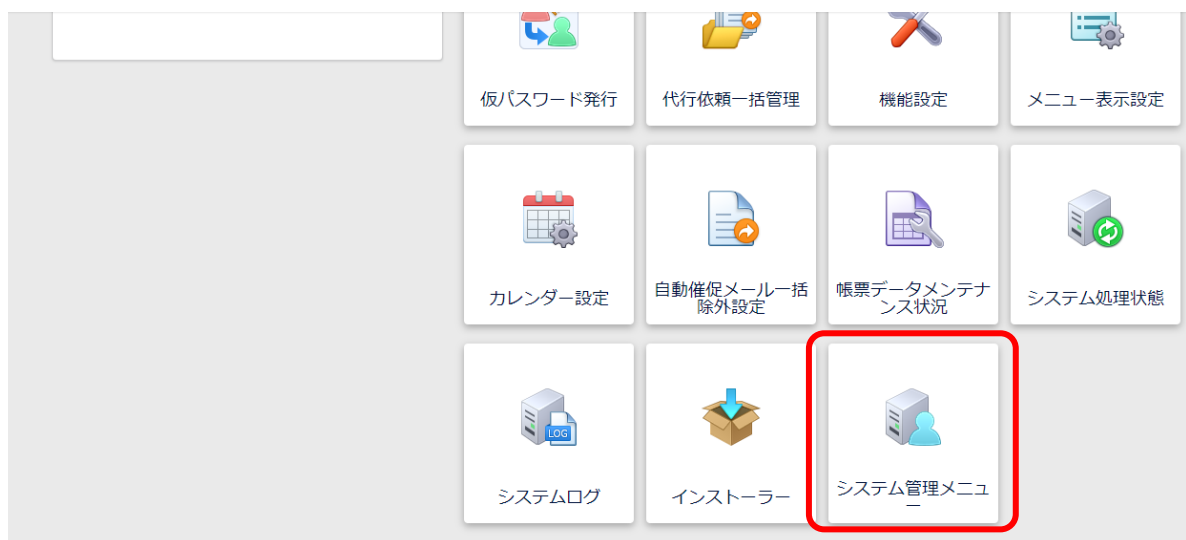 仮パスワード発行
代行依頼一括管理
機能設定
メニュー表示設定
カレンダー設定
自動催促メール一括
除外設定
帳票データメンテナ
ンス状況
システム処理状態
LOG
システムログ
インストーラー
システム管理メニュ
ー